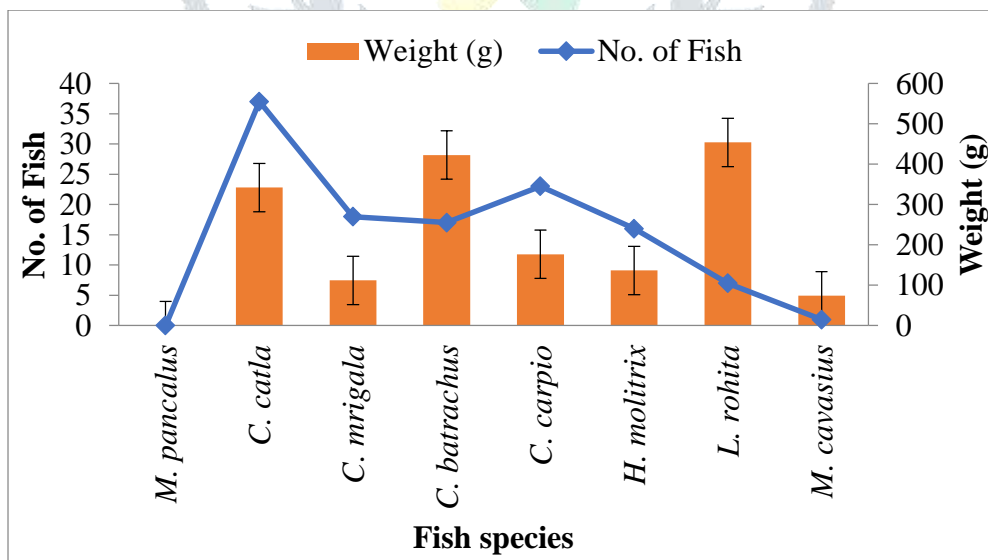 Weight (g) No. of Fish
40
35
30
25
20
15
10
5
0
No. of Fish
600
500
400
300
200
100
0
Weight (g)
M. pancalus
C. catla
C. mrigala
C. batrachus
C. carpio
H. molitrix
L. rohita
M. cavasius
Fish species